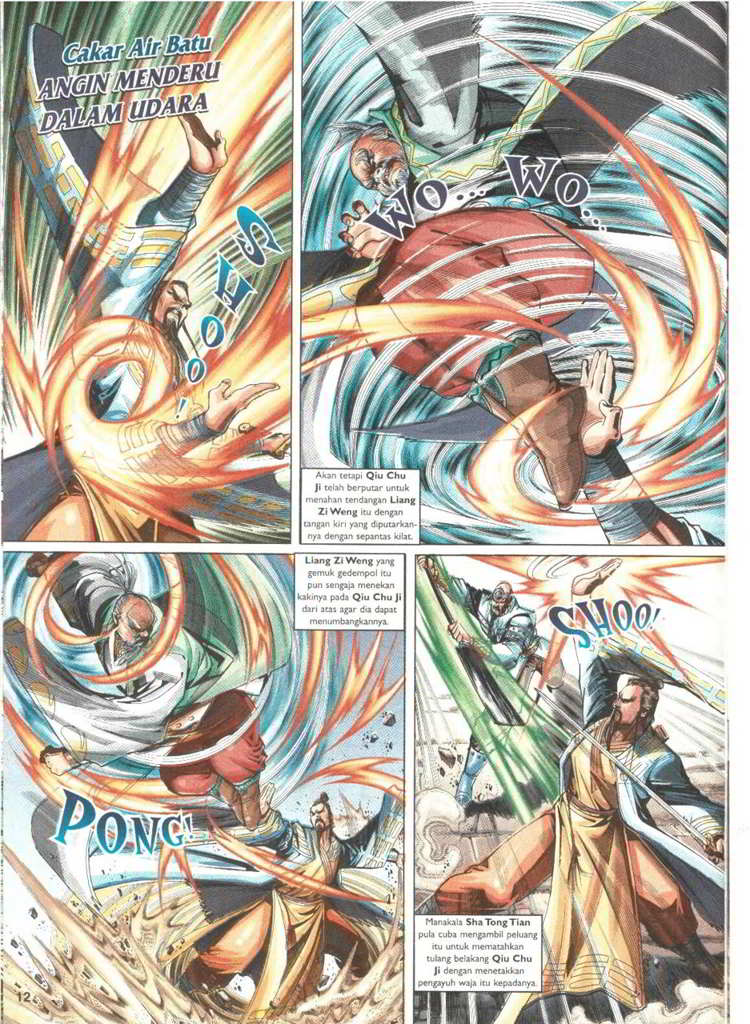 Cakar Air Batu
ANGIN MENDERU
DALAM UDARA
SHOOO!
WO... WO...
Akan tetapi Qiu Chu
Ji telah berputar untuk
menahan tendangan Liang
Zi Weng itu dengan
tangan kiri yang diputarkan-
nya dengan sepantas kilat.
Liang Zi Weng yang
gemuk gedempol itu
pun sengaja menekan
kakinya pada Qiu Chu Ji
dari atas agar dia dapat
menumbangkannya.
PONG!
SHOO!
Manakala Sha Tong Tian
pula cuba mengambil peluang
itu untuk mematahkan
tulang belakang Qiu Chu
Ji dengan menetakkan
pengayuh waja itu kepadanya.
12